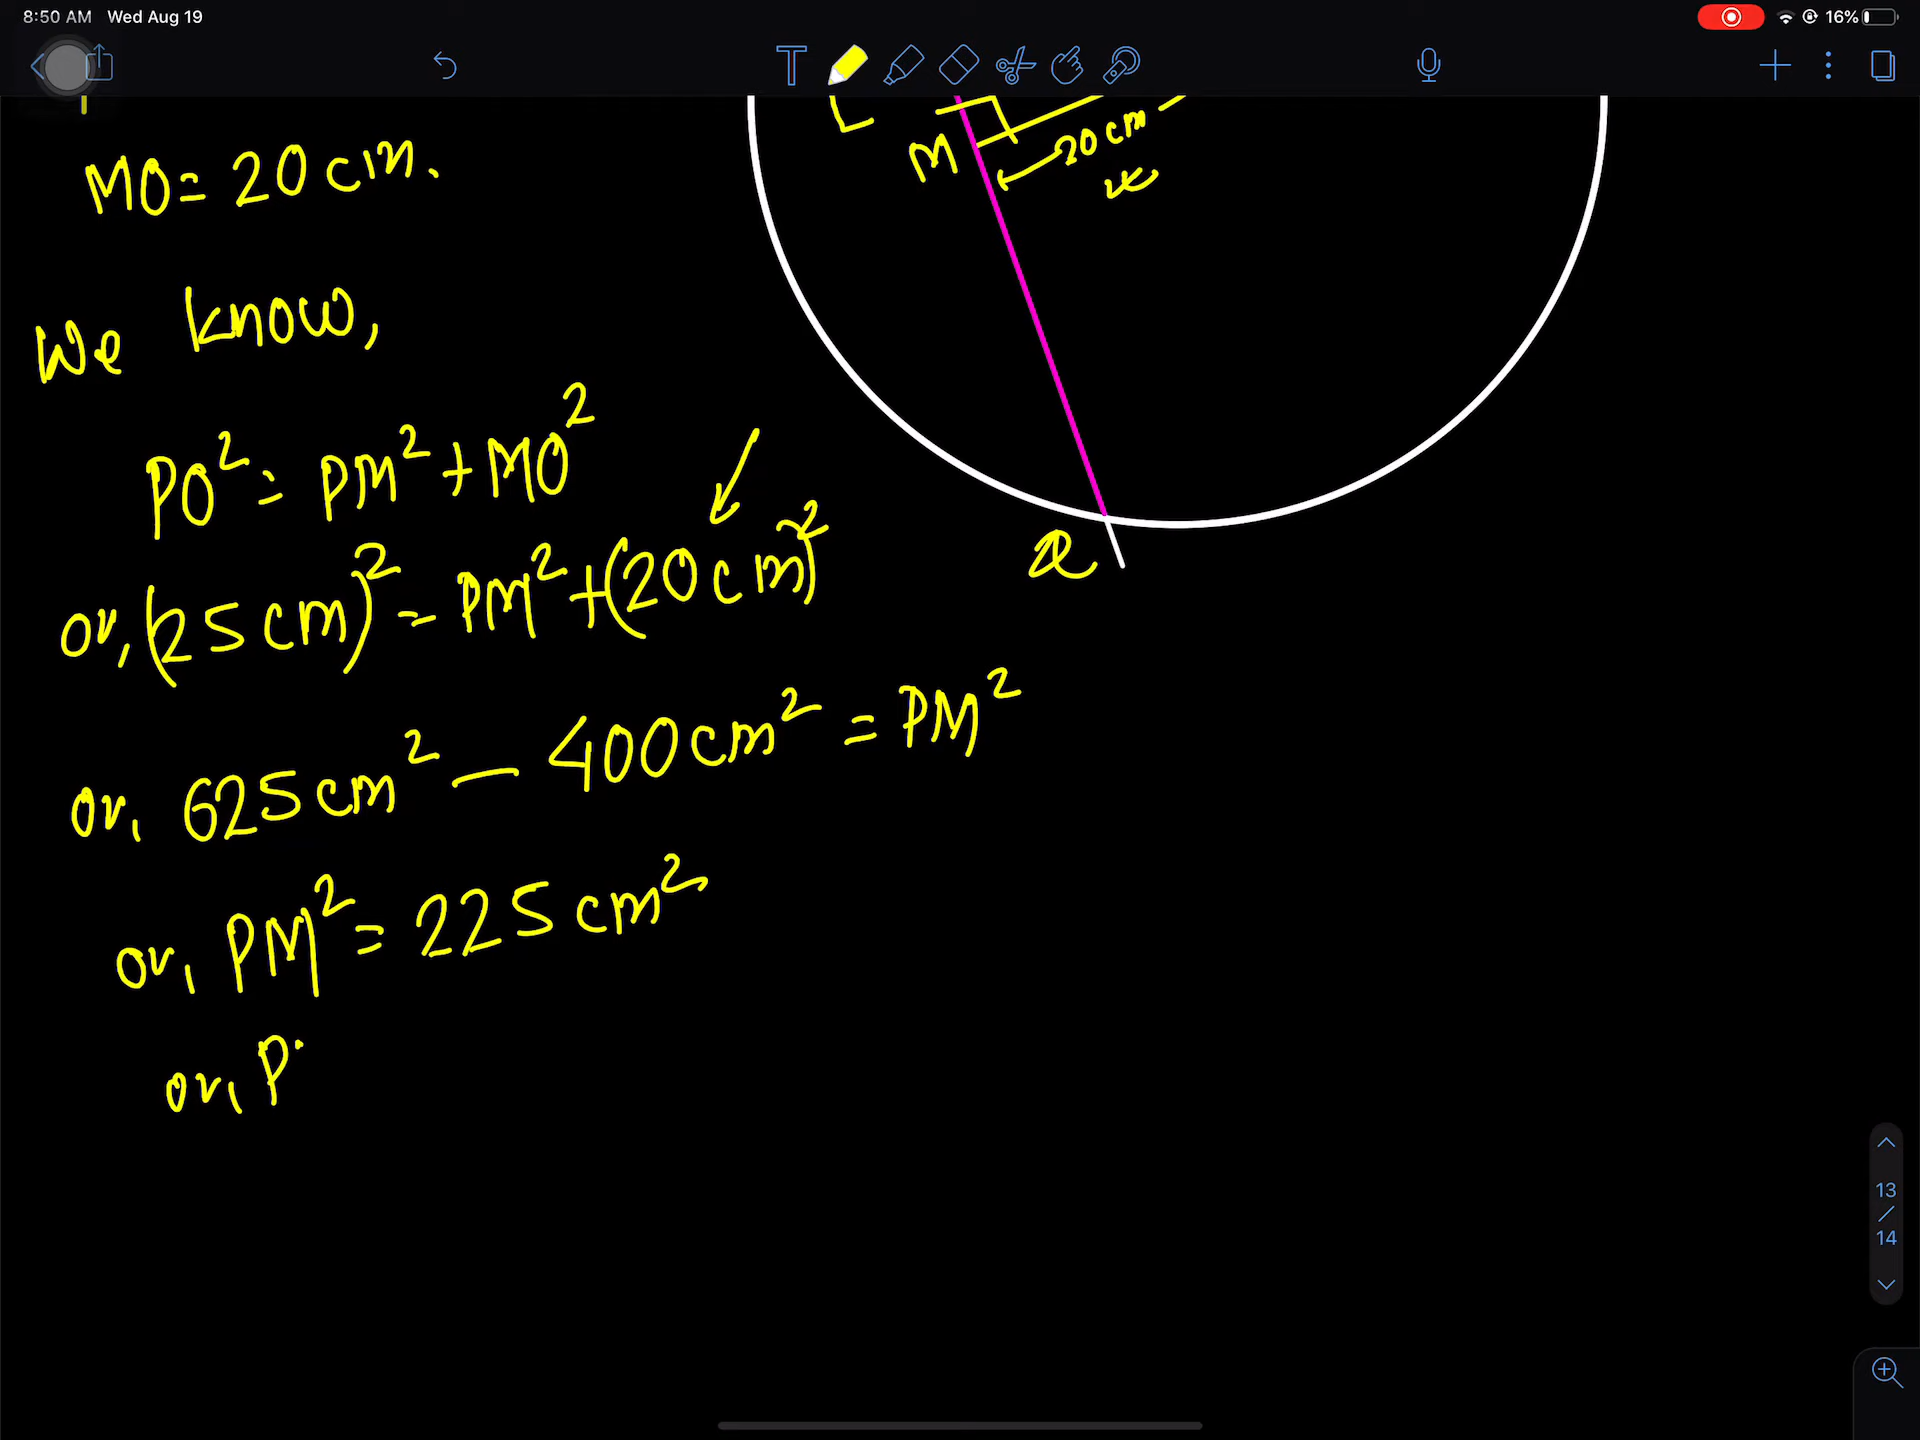 8:50 AM Wed Aug 19
16%
MO = 20 cm.
M
20 cm
We know,
PO² = PM² + MO²
or, (25 cm)² = PM² + (20 cm)²
or, 625 cm² - 400 cm² = PM²
or, PM² = 225 cm²
or, P
13
/
14